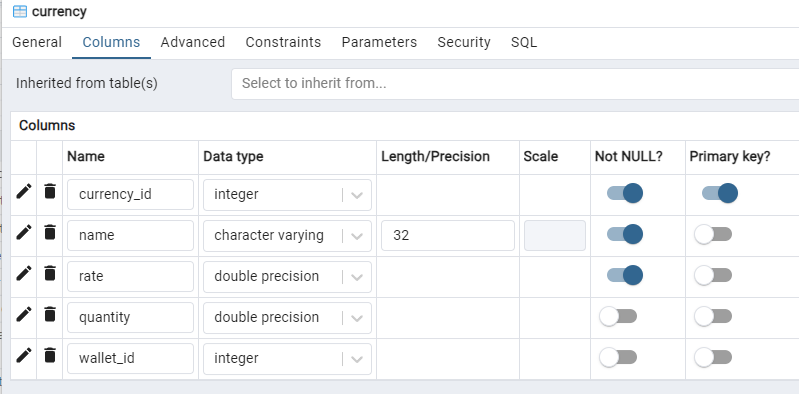 currency
General Columns Advanced Constraints Parameters Security SQL
Inherited from table(s) Select to inherit from...
Columns
Name Data type Length/Precision Scale Not NULL? Primary key?
currency_id integer
name character varying 32
rate double precision
quantity double precision
wallet_id integer